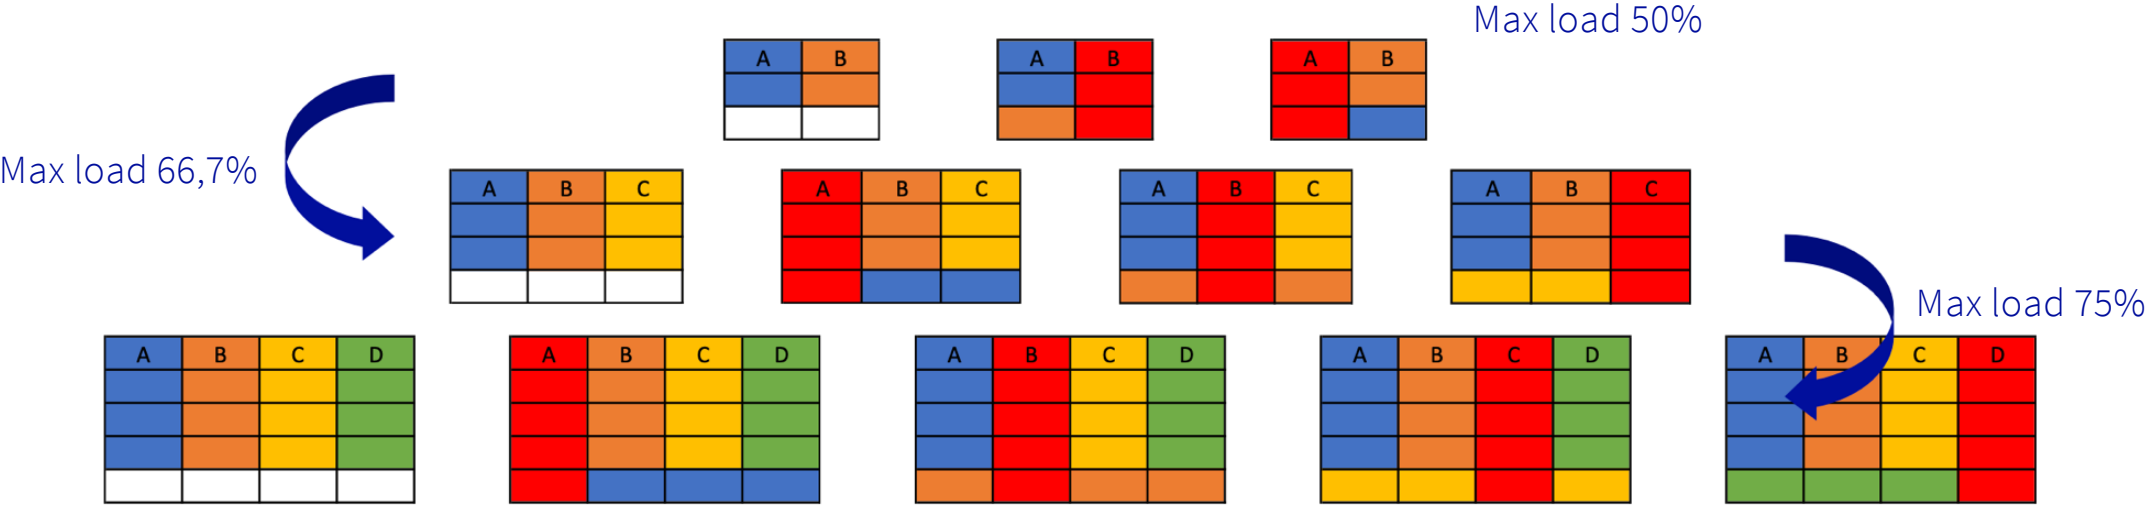 Max load 50%
A B A B A B
Max load 66,7%
A B C A B C A B C A B C
Max load 75%
A B C D A B C D A B C D A B C D A B C D